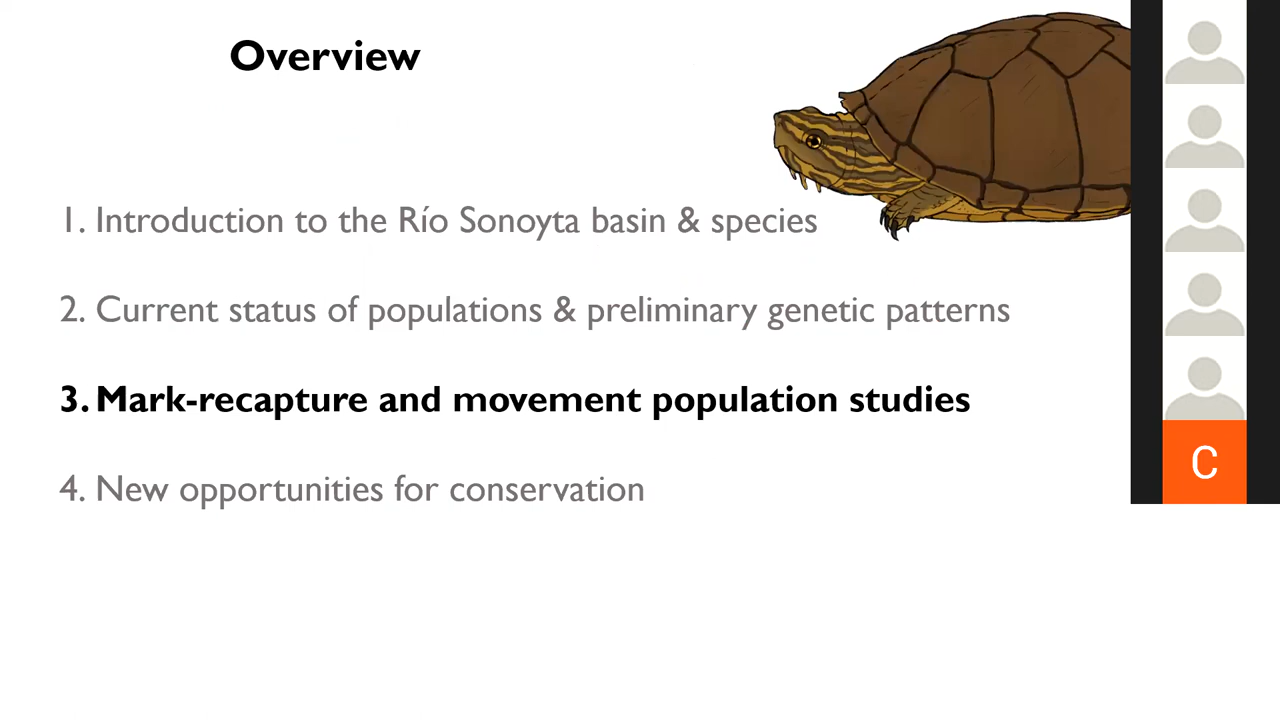 Overview
1. Introduction to the Río Sonoyta basin & species
2. Current status of populations & preliminary genetic patterns
3. Mark-recapture and movement population studies
4. New opportunities for conservation
C